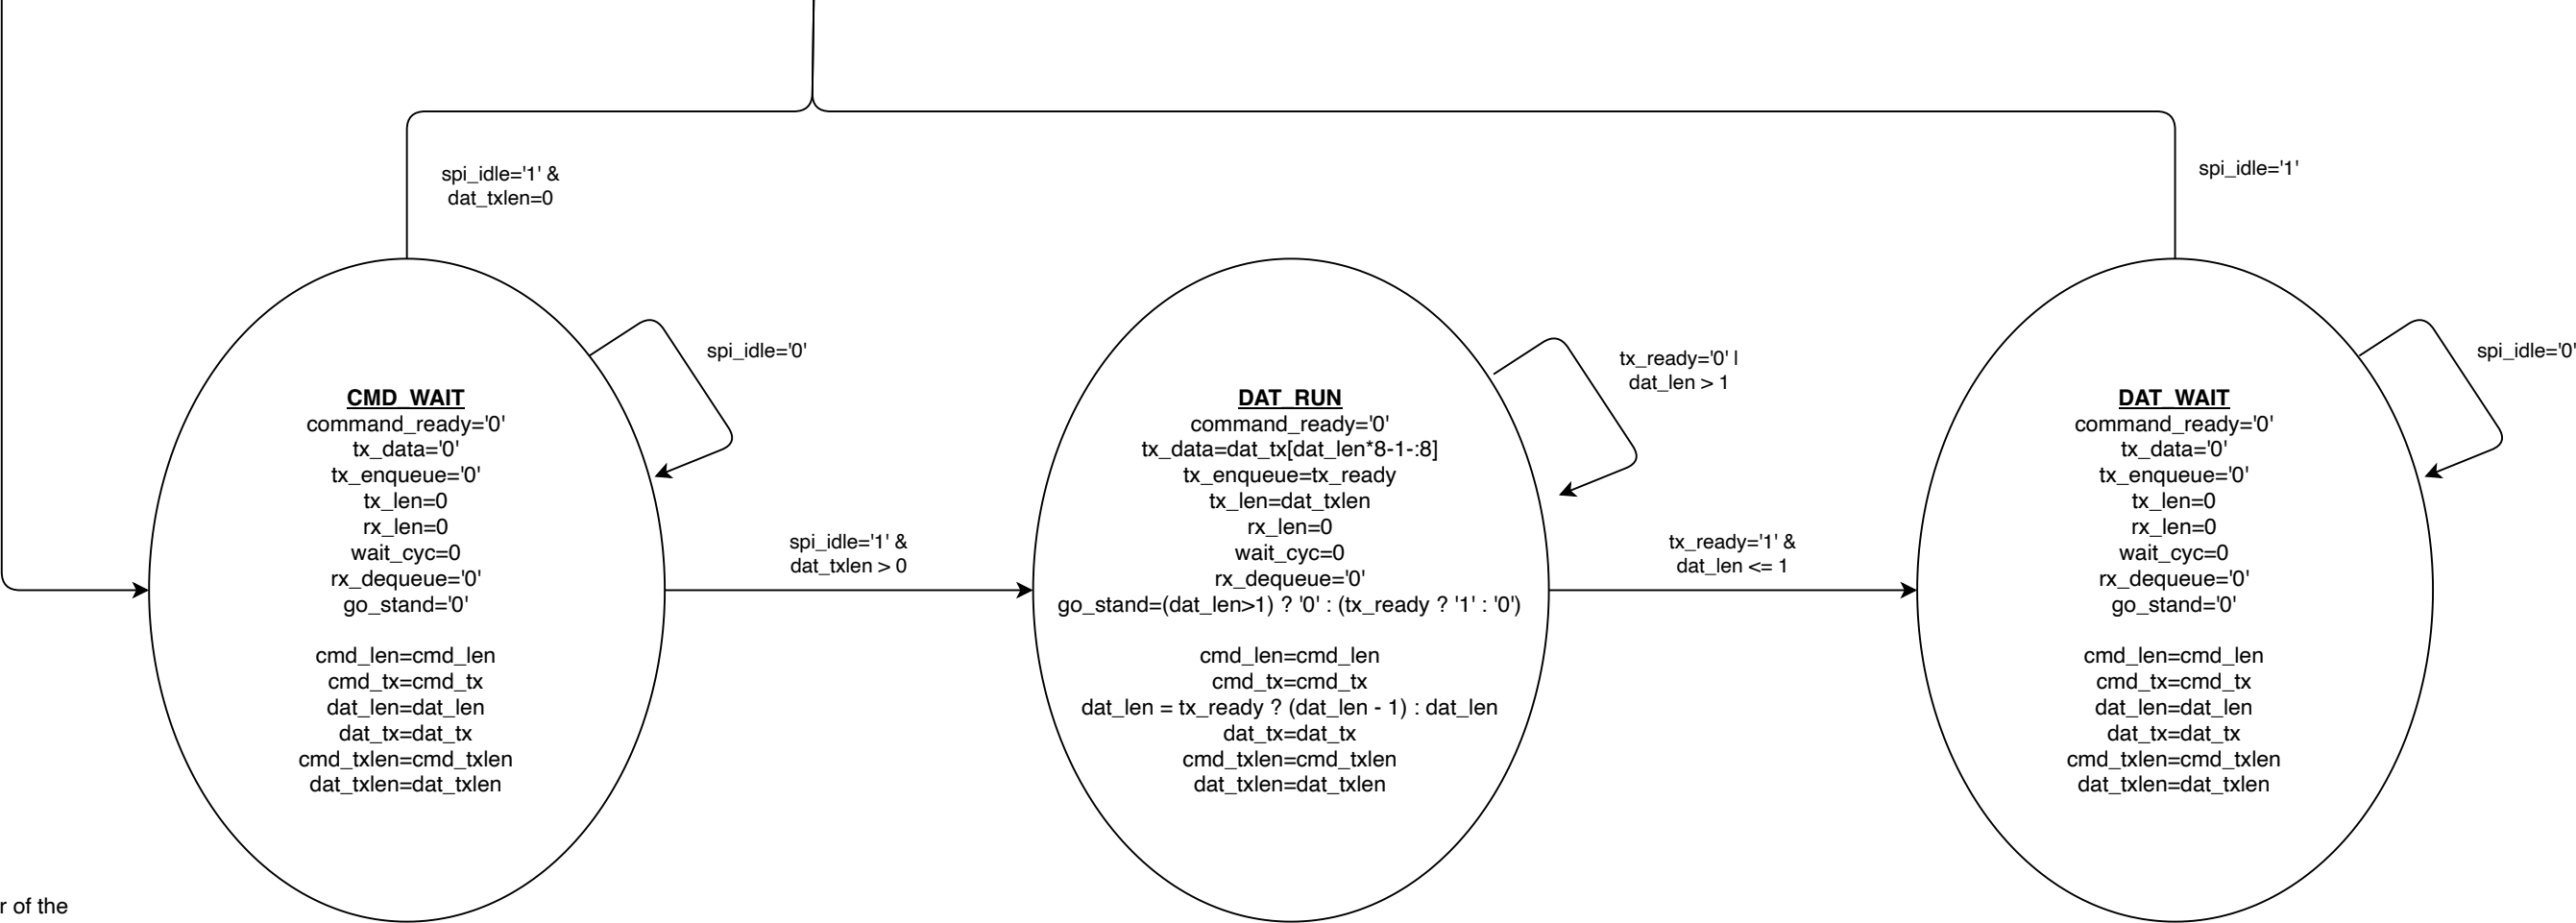 spi_idle='1' &
dat_txlen=0
spi_idle='1'
spi_idle='0'
CMD_WAIT
command_ready='0'
tx_data='0'
tx_enqueue='0'
tx_len=0
rx_len=0
wait_cyc=0
rx_dequeue='0'
go_stand='0'
cmd_len=cmd_len
cmd_tx=cmd_tx
dat_len=dat_len
dat_tx=dat_tx
cmd_txlen=cmd_txlen
dat_txlen=dat_txlen
spi_idle='1' &
dat_txlen > 0
tx_ready='0' |
dat_len > 1
DAT_RUN
command_ready='0'
tx_data=dat_tx[dat_len*8-1-:8]
tx_enqueue=tx_ready
tx_len=dat_txlen
rx_len=0
wait_cyc=0
rx_dequeue='0'
go_stand=(dat_len>1) ? '0' : (tx_ready ? '1' : '0')
cmd_len=cmd_len
cmd_tx=cmd_tx
dat_len = tx_ready ? (dat_len - 1) : dat_len
dat_tx=dat_tx
cmd_txlen=cmd_txlen
dat_txlen=dat_txlen
tx_ready='1' &
dat_len <= 1
spi_idle='0'
DAT_WAIT
command_ready='0'
tx_data='0'
tx_enqueue='0'
tx_len=0
rx_len=0
wait_cyc=0
rx_dequeue='0'
go_stand='0'
cmd_len=cmd_len
cmd_tx=cmd_tx
dat_len=dat_len
dat_tx=dat_tx
cmd_txlen=cmd_txlen
dat_txlen=dat_txlen
r of the